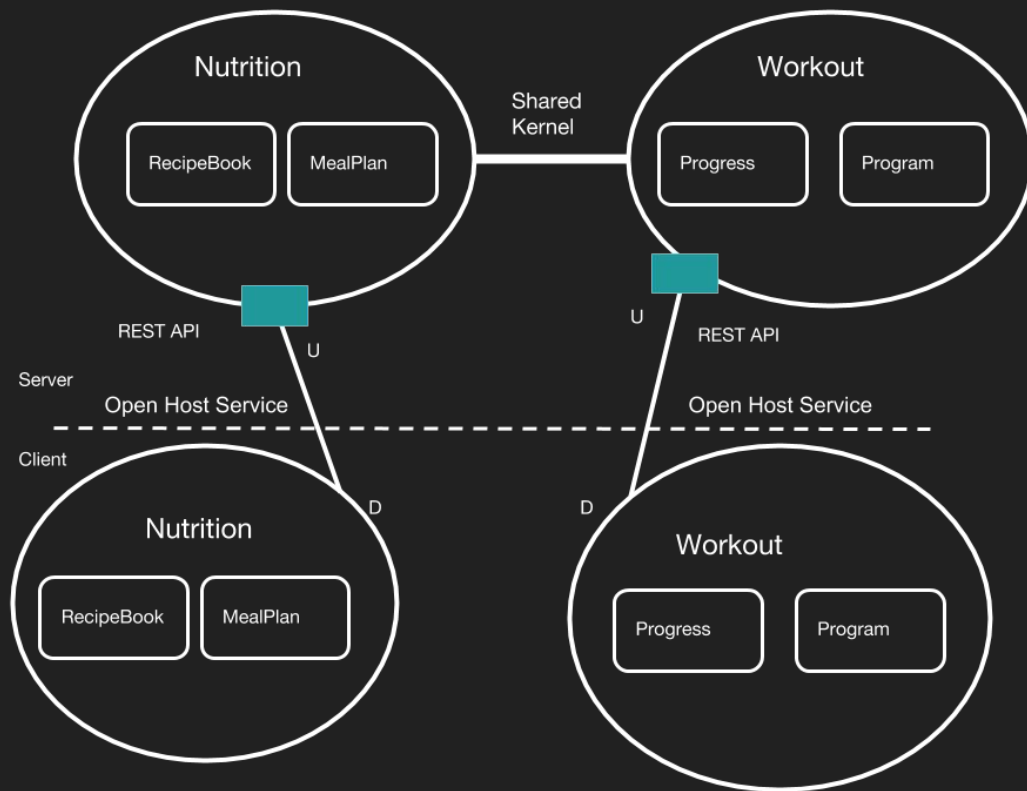 Nutrition
Workout
Shared
Kernel
RecipeBook
MealPlan
Progress
Program
REST API
U
U
REST API
Server
Open Host Service
Open Host Service
Client
D
D
Nutrition
Workout
RecipeBook
MealPlan
Progress
Program